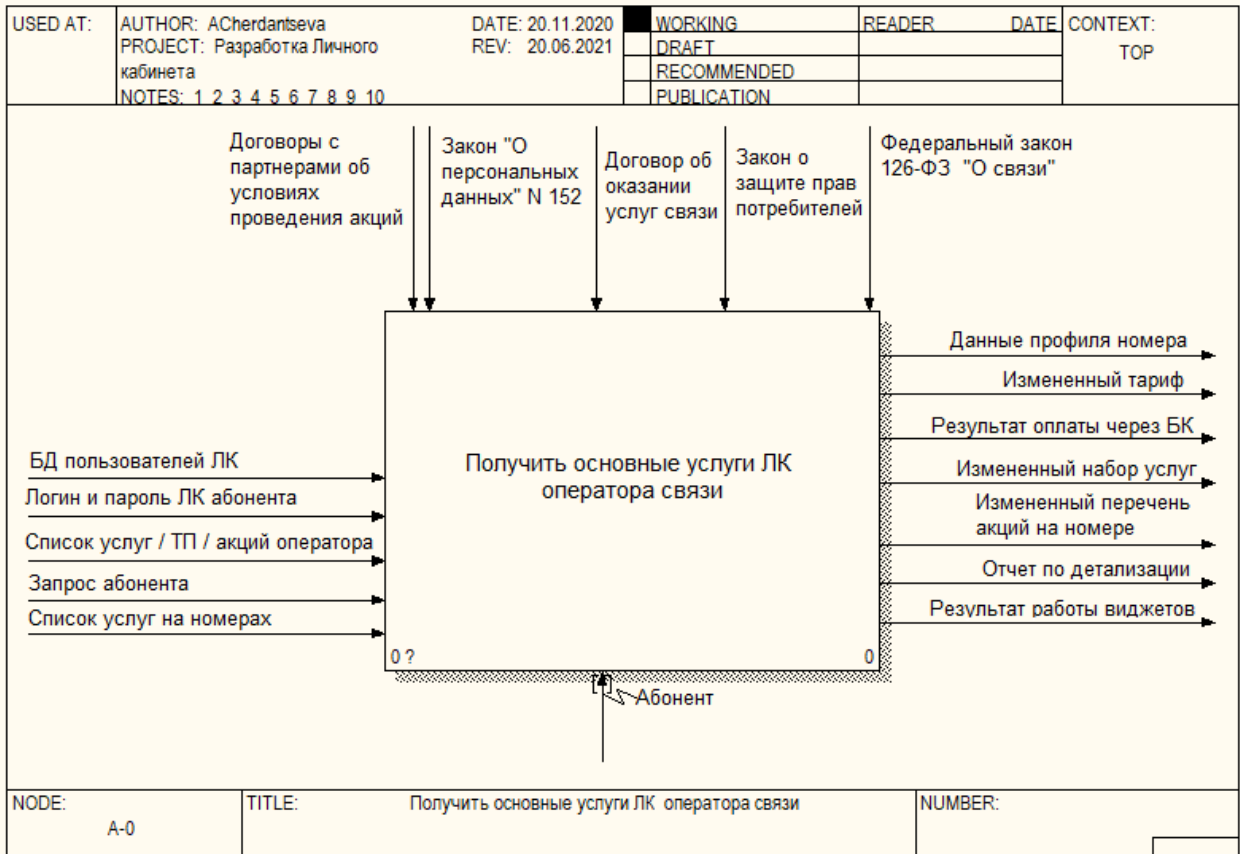 USED AT:
AUTHOR: ACherdantseva
DATE: 20.11.2020
PROJECT: Разработка Личного
REV: 20.06.2021
кабинета
NOTES: 1 2 3 4 5 6 7 8 9 10
WORKING
DRAFT
RECOMMENDED
PUBLICATION
READER
DATE
CONTEXT:
TOP
Договоры с
партнерами об
условиях
проведения акций
Закон "О
персональных
данных" N 152
Договор об
оказании
услуг связи
Закон о
защите прав
потребителей
Федеральный закон
126-ФЗ "О связи"
БД пользователей ЛК
Логин и пароль ЛК абонента
Список услуг / ТП / акций оператора
Запрос абонента
Список услуг на номерах
Получить основные услуги ЛК
оператора связи
0 ?
0
Данные профиля номера
Измененный тариф
Результат оплаты через БК
Измененный набор услуг
Измененный перечень
акций на номере
Отчет по детализации
Результат работы виджетов
Абонент
NODE:
A-0
TITLE:
Получить основные услуги ЛК оператора связи
NUMBER: